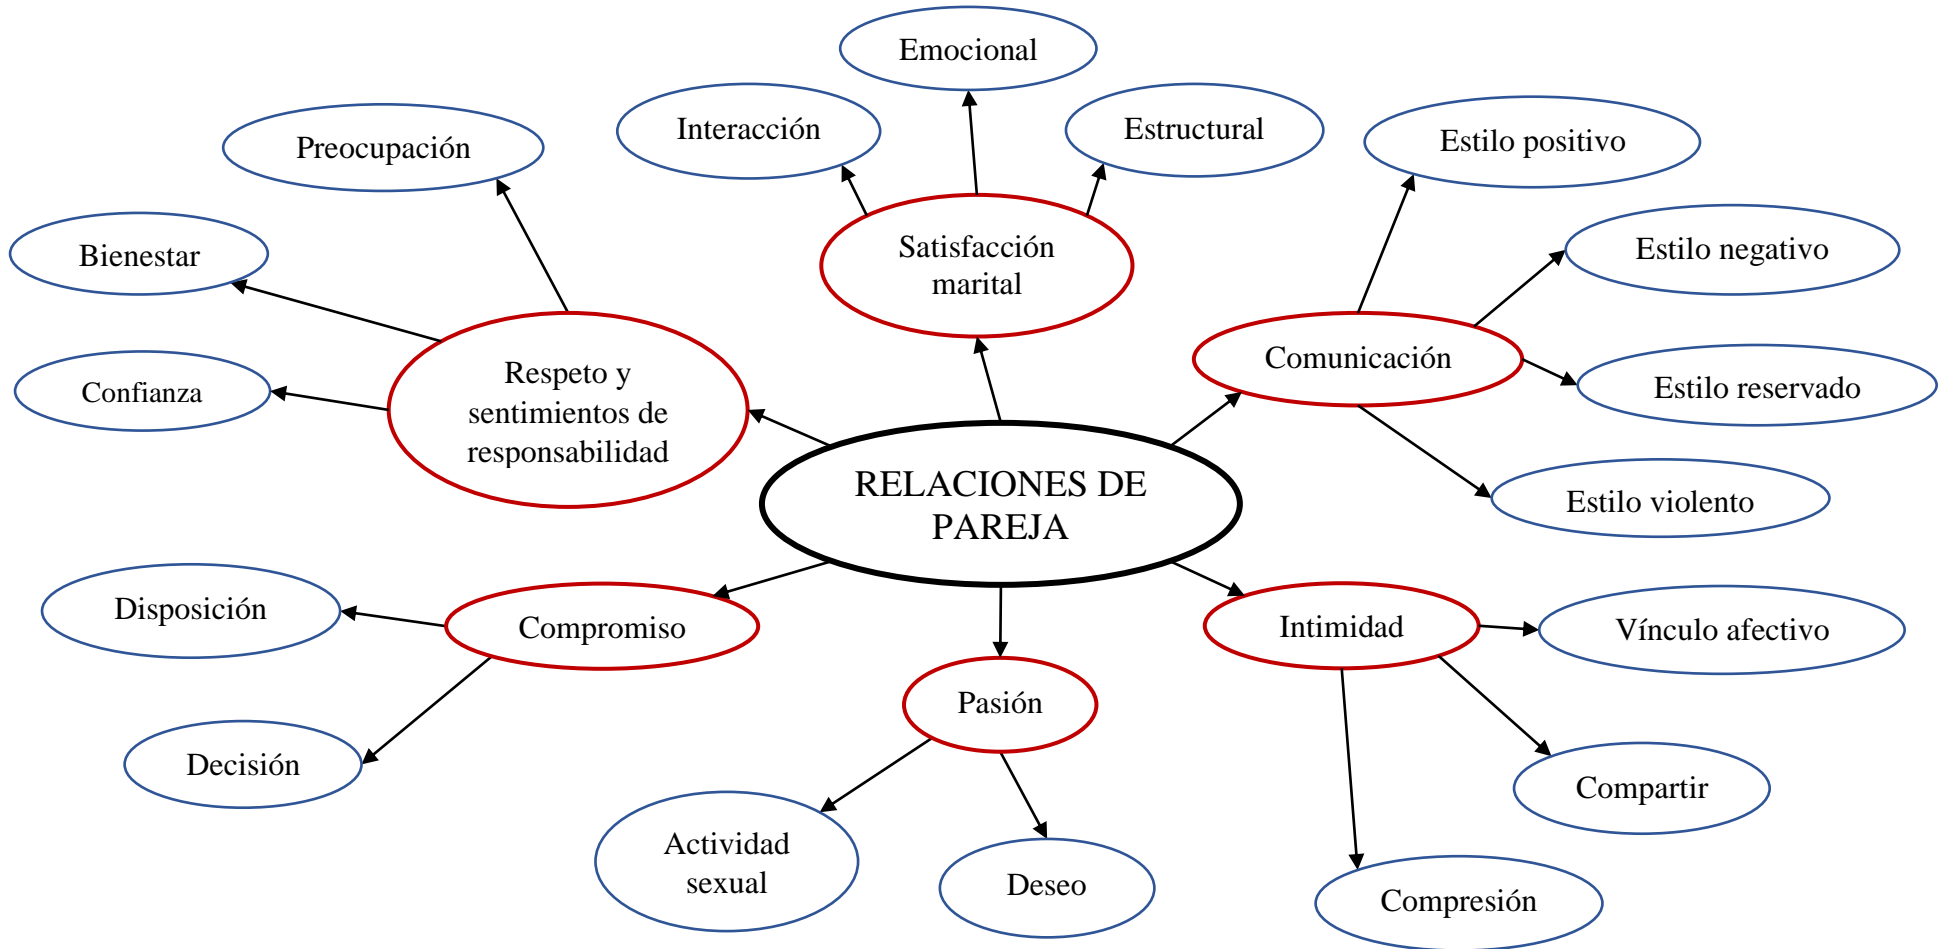 Emocional
Interacción
Estructural
Preocupación
Estilo positivo
Bienestar
Satisfacción
marital
Estilo negativo
Confianza
Respeto y
sentimientos de
responsabilidad
Comunicación
Estilo reservado
RELACIONES DE
PAREJA
Estilo violento
Disposición
Compromiso
Intimidad
Vínculo afectivo
Decisión
Pasión
Compartir
Actividad
sexual
Deseo
Compresión